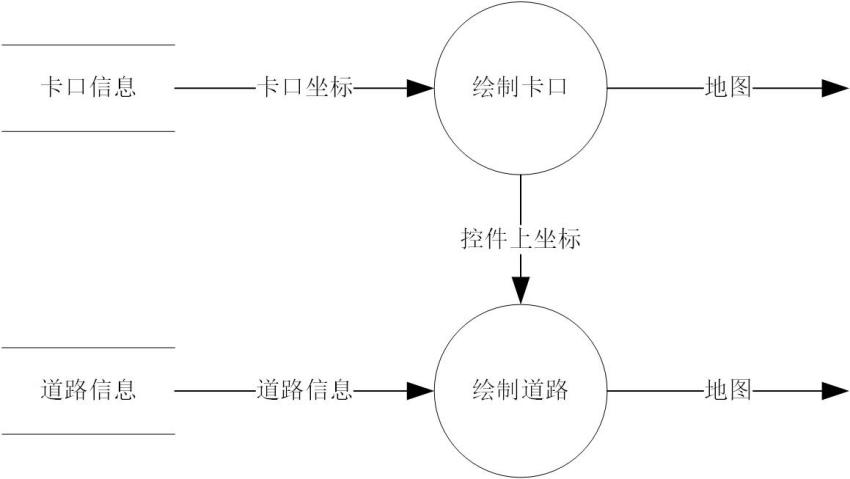 卡口信息
卡口坐标
绘制卡口
地图
控件上坐标
道路信息
道路信息
绘制道路
地图